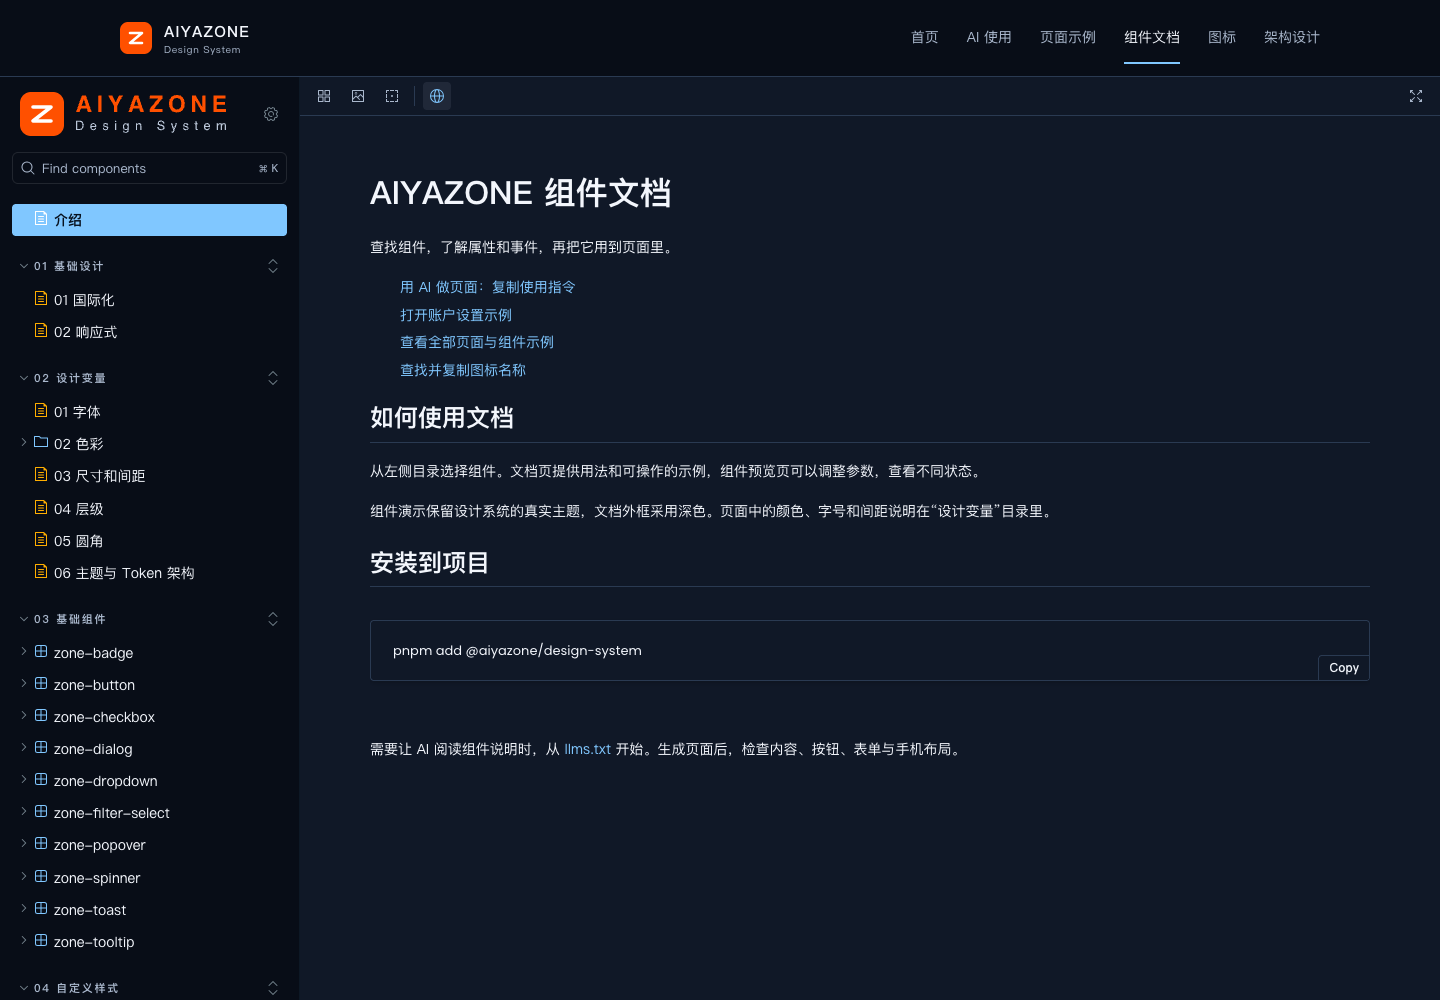 AIYAZONE
Design System
首页
AI 使用
页面示例
组件文档
图标
架构设计
AIYAZONE
Design System
Find components
⌘ K
介绍
01 基础设计
01 国际化
02 响应式
02 设计变量
01 字体
02 色彩
03 尺寸和间距
04 层级
05 圆角
06 主题与 Token 架构
03 基础组件
zone-badge
zone-button
zone-checkbox
zone-dialog
zone-dropdown
zone-filter-select
zone-popover
zone-spinner
zone-toast
zone-tooltip
04 自定义样式
AIYAZONE 组件文档
查找组件，了解属性和事件，再把它用到页面里。
用 AI 做页面：复制使用指令
打开账户设置示例
查看全部页面与组件示例
查找并复制图标名称
如何使用文档
从左侧目录选择组件。文档页提供用法和可操作的示例，组件预览页可以调整参数，查看不同状态。
组件演示保留设计系统的真实主题，文档外框采用深色。页面中的颜色、字号和间距说明在“设计变量”目录里。
安装到项目
pnpm add @aiyazone/design-system
Copy
需要让 AI 阅读组件说明时，从 llms.txt 开始。生成页面后，检查内容、按钮、表单与手机布局。